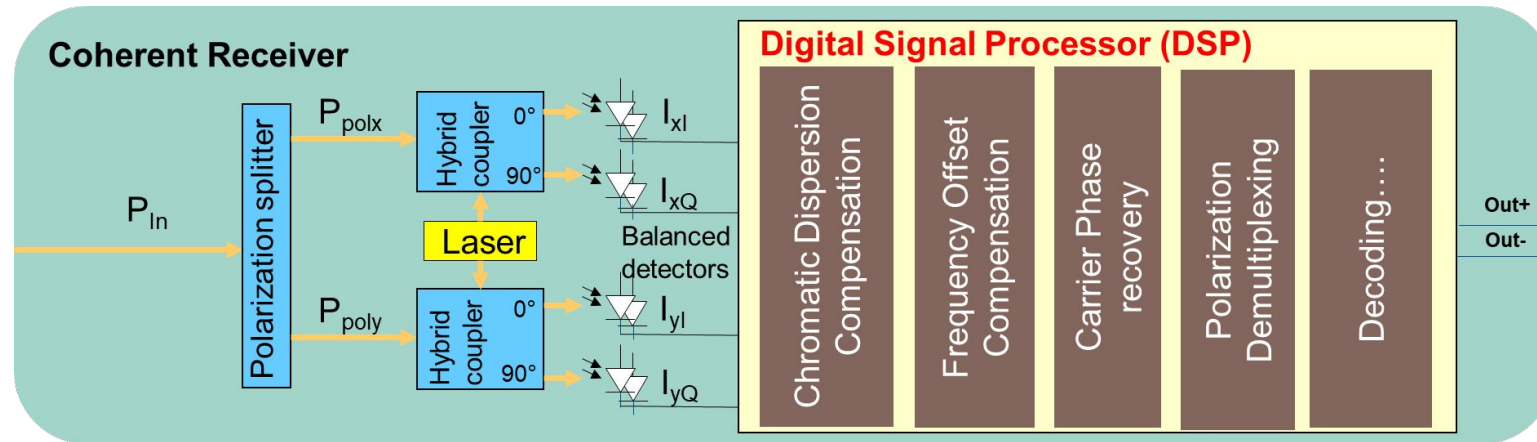 Coherent Receiver
P_In
Polarization splitter
P_polx
P_poly
Hybrid
coupler
0°
90°
Laser
Hybrid
coupler
0°
90°
I_xI
I_xQ
Balanced
detectors
I_yI
I_yQ
Digital Signal Processor (DSP)
Chromatic Dispersion
Compensation
Frequency Offset
Compensation
Carrier Phase
recovery
Polarization
Demultiplexing
Decoding....
Out+
Out-